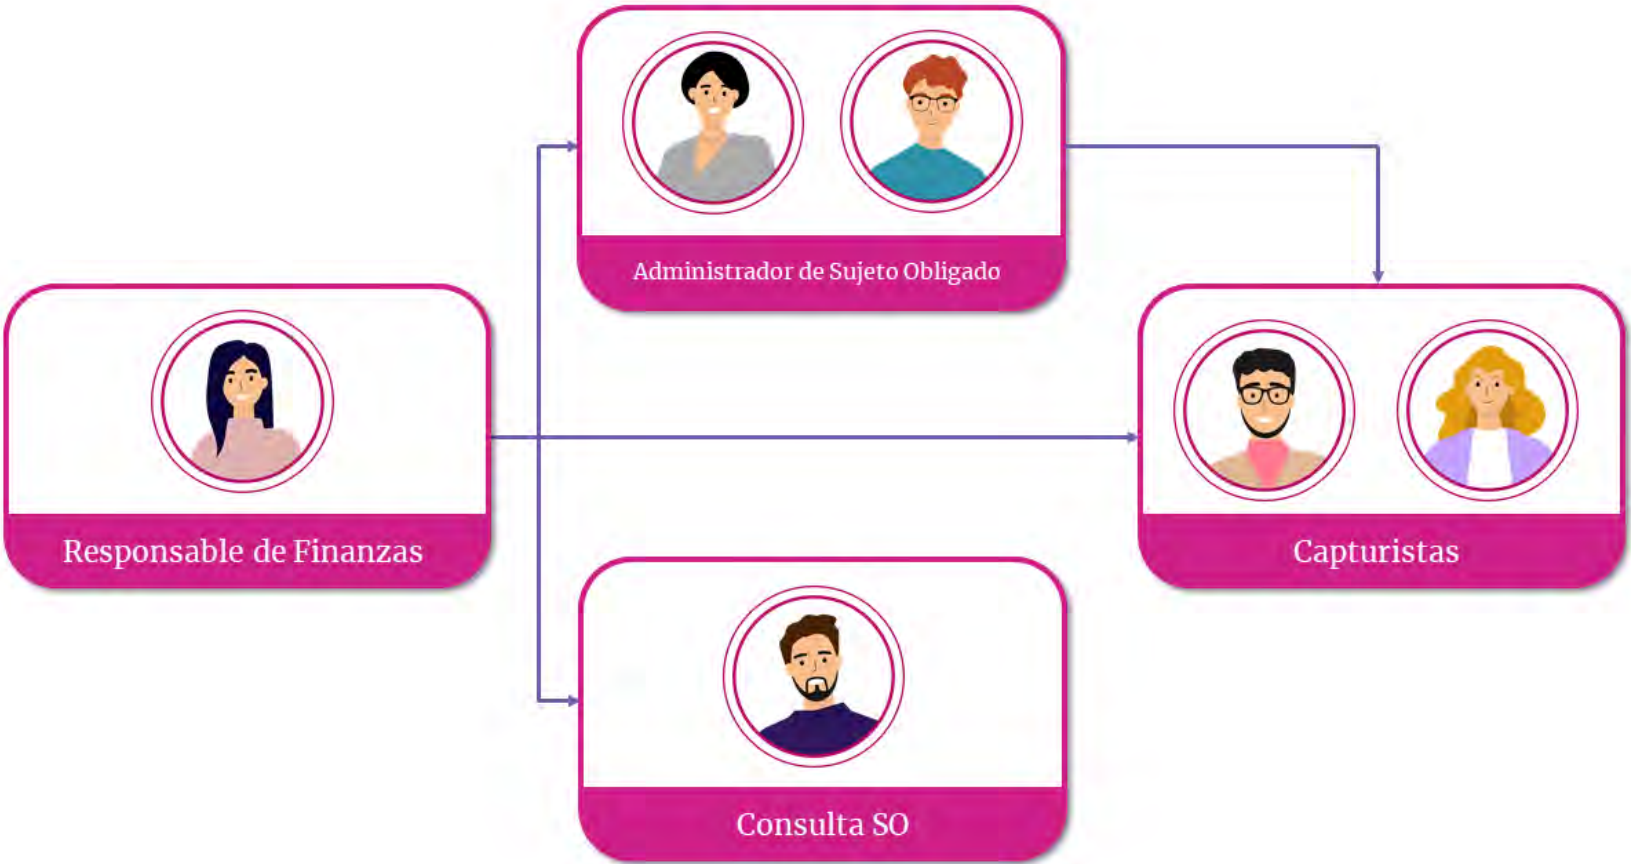 Administrador de Sujeto Obligado
Responsable de Finanzas
Capturistas
Consulta SO